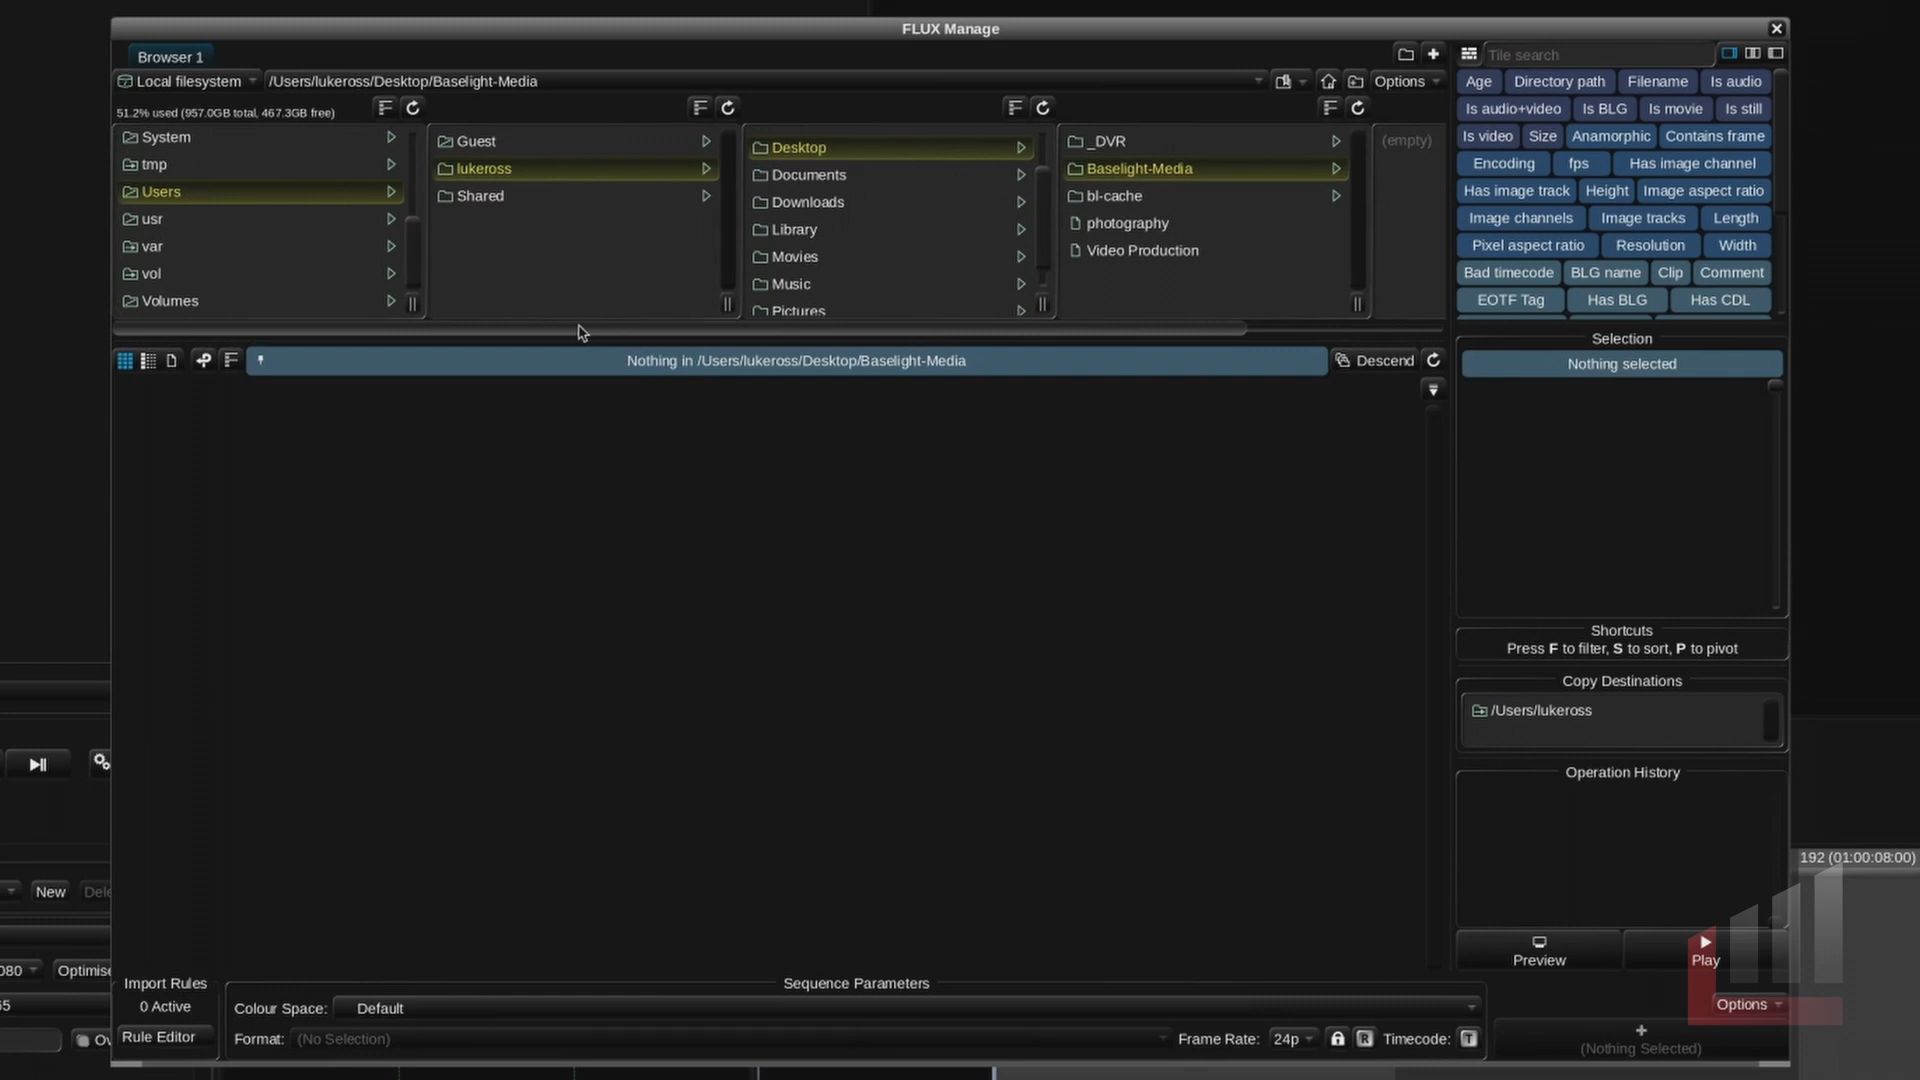 FLUX Manage
Browser 1
Tile search
Local filesystem
/Users/lukeross/Desktop/Baselight-Media
Options
Age Directory path Filename Is audio
51.2% used (957.0GB total, 467.3GB free)
Is audio+video Is BLG Is movie Is still
System
tmp
Users
usr
var
vol
Volumes
Guest
lukeross
Shared
Desktop
Documents
Downloads
Library
Movies
Music
Pictures
_DVR
Baselight-Media
bl-cache
photography
Video Production
(empty)
Is video Size Anamorphic Contains frame
Encoding fps Has image channel
Has image track Height Image aspect ratio
Image channels Image tracks Length
Pixel aspect ratio Resolution Width
Bad timecode BLG name Clip Comment
EOTF Tag Has BLG Has CDL
Nothing in /Users/lukeross/Desktop/Baselight-Media
Descend
Selection
Nothing selected
Shortcuts
Press F to filter, S to sort, P to pivot
Copy Destinations
/Users/lukeross
Operation History
192 (01:00:08:00)
New
Dele
Preview
Play
080
Optimise
Import Rules
0 Active
Rule Editor
Sequence Parameters
Colour Space: Default
Format: (No Selection)
Frame Rate: 24p
R
Timecode:
T
Options
+
(Nothing Selected)